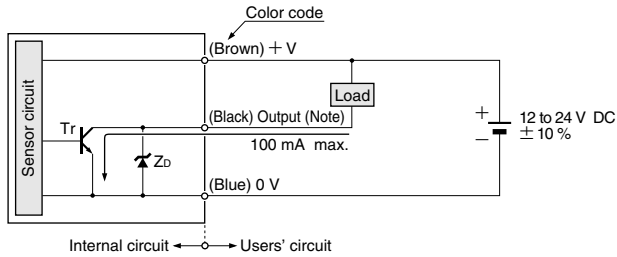 Color code
(Brown) + V
Sensor circuit
Load
(Black) Output (Note)
Tr
100 mA max.
+
12 to 24 V DC
−
± 10 %
ZD
(Blue) 0 V
Internal circuit
Users' circuit